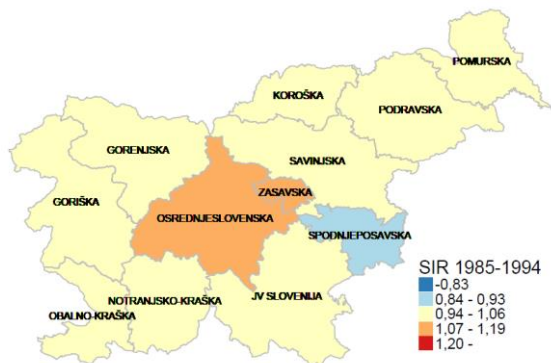 POMURSKA
KOROŠKA
PODRAVSKA
GORENJSKA
SAVINJSKA
ZASAVSKA
GORIŠKA
OSREDNJESLOVENSKA
SPODNJEPOSAVSKA
NOTRANJSKO-KRAŠKA
JV SLOVENIJA
OBALNO-KRAŠKA
SIR 1985-1994
-0,83
0,84 - 0,93
0,94 - 1,06
1,07 - 1,19
1,20 -